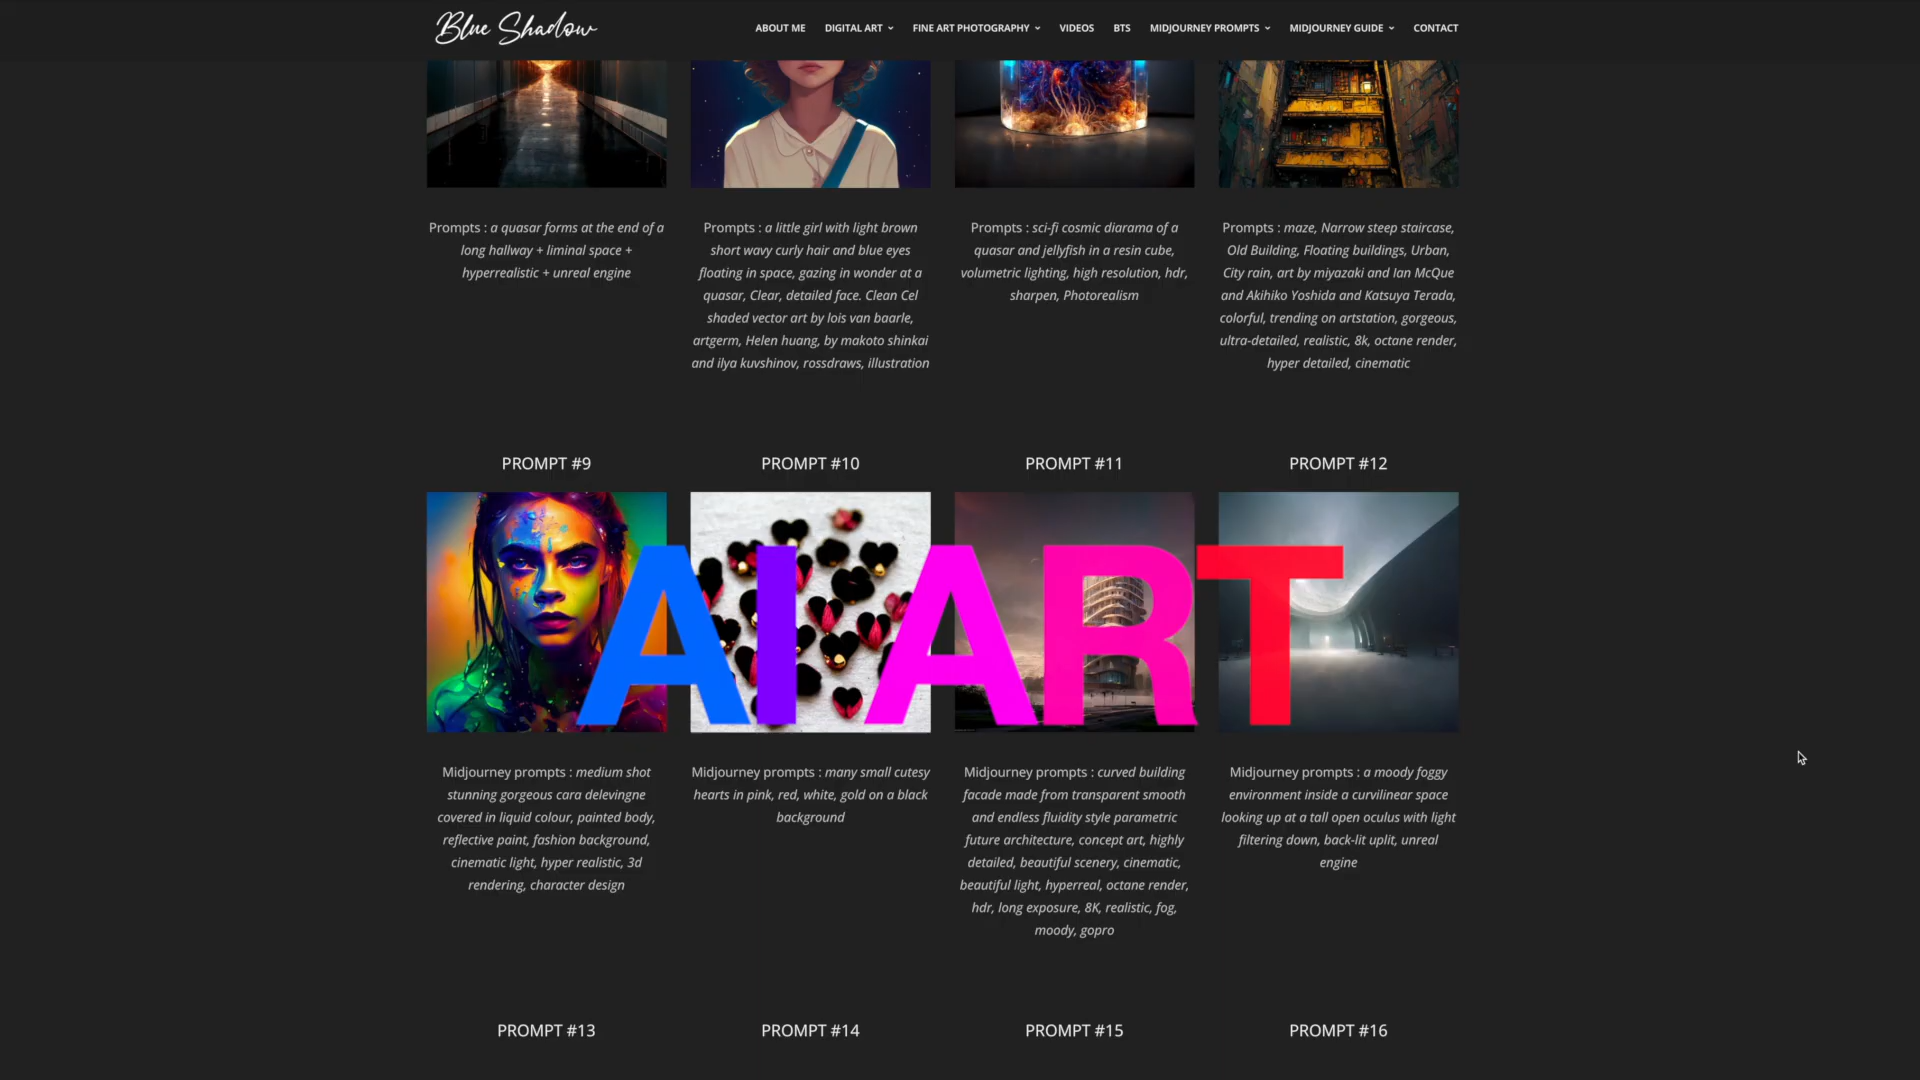 Blue Shadow
ABOUT ME
DIGITAL ART
FINE ART PHOTOGRAPHY
VIDEOS
BTS
MIDJOURNEY PROMPTS
MIDJOURNEY GUIDE
CONTACT
Prompts : a quasar forms at the end of a
long hallway + liminal space +
hyperrealistic + unreal engine
Prompts : a little girl with light brown
short wavy curly hair and blue eyes
floating in space, gazing in wonder at a
quasar, Clear, detailed face. Clean Cel
shaded vector art by lois van baarle,
artgerm, Helen huang, by makoto shinkai
and ilya kuvshinov, rossdraws, illustration
Prompts : sci-fi cosmic diarama of a
quasar and jellyfish in a resin cube,
volumetric lighting, high resolution, hdr,
sharpen, Photorealism
Prompts : maze, Narrow steep staircase,
Old Building, Floating buildings, Urban,
City rain, art by miyazaki and Ian McQue
and Akihiko Yoshida and Katsuya Terada,
colorful, trending on artstation, gorgeous,
ultra-detailed, realistic, 8k, octane render,
hyper detailed, cinematic
PROMPT #9
PROMPT #10
PROMPT #11
PROMPT #12
AI ART
Midjourney prompts : medium shot
stunning gorgeous cara delevingne
covered in liquid colour, painted body,
reflective paint, fashion background,
cinematic light, hyper realistic, 3d
rendering, character design
Midjourney prompts : many small cutesy
hearts in pink, red, white, gold on a black
background
Midjourney prompts : curved building
facade made from transparent smooth
and endless fluidity style parametric
future architecture, concept art, highly
detailed, beautiful scenery, cinematic,
beautiful light, hyperreal, octane render,
hdr, long exposure, 8K, realistic, fog,
moody, gopro
Midjourney prompts : a moody foggy
environment inside a curvilinear space
looking up at a tall open oculus with light
filtering down, back-lit uplit, unreal
engine
PROMPT #13
PROMPT #14
PROMPT #15
PROMPT #16